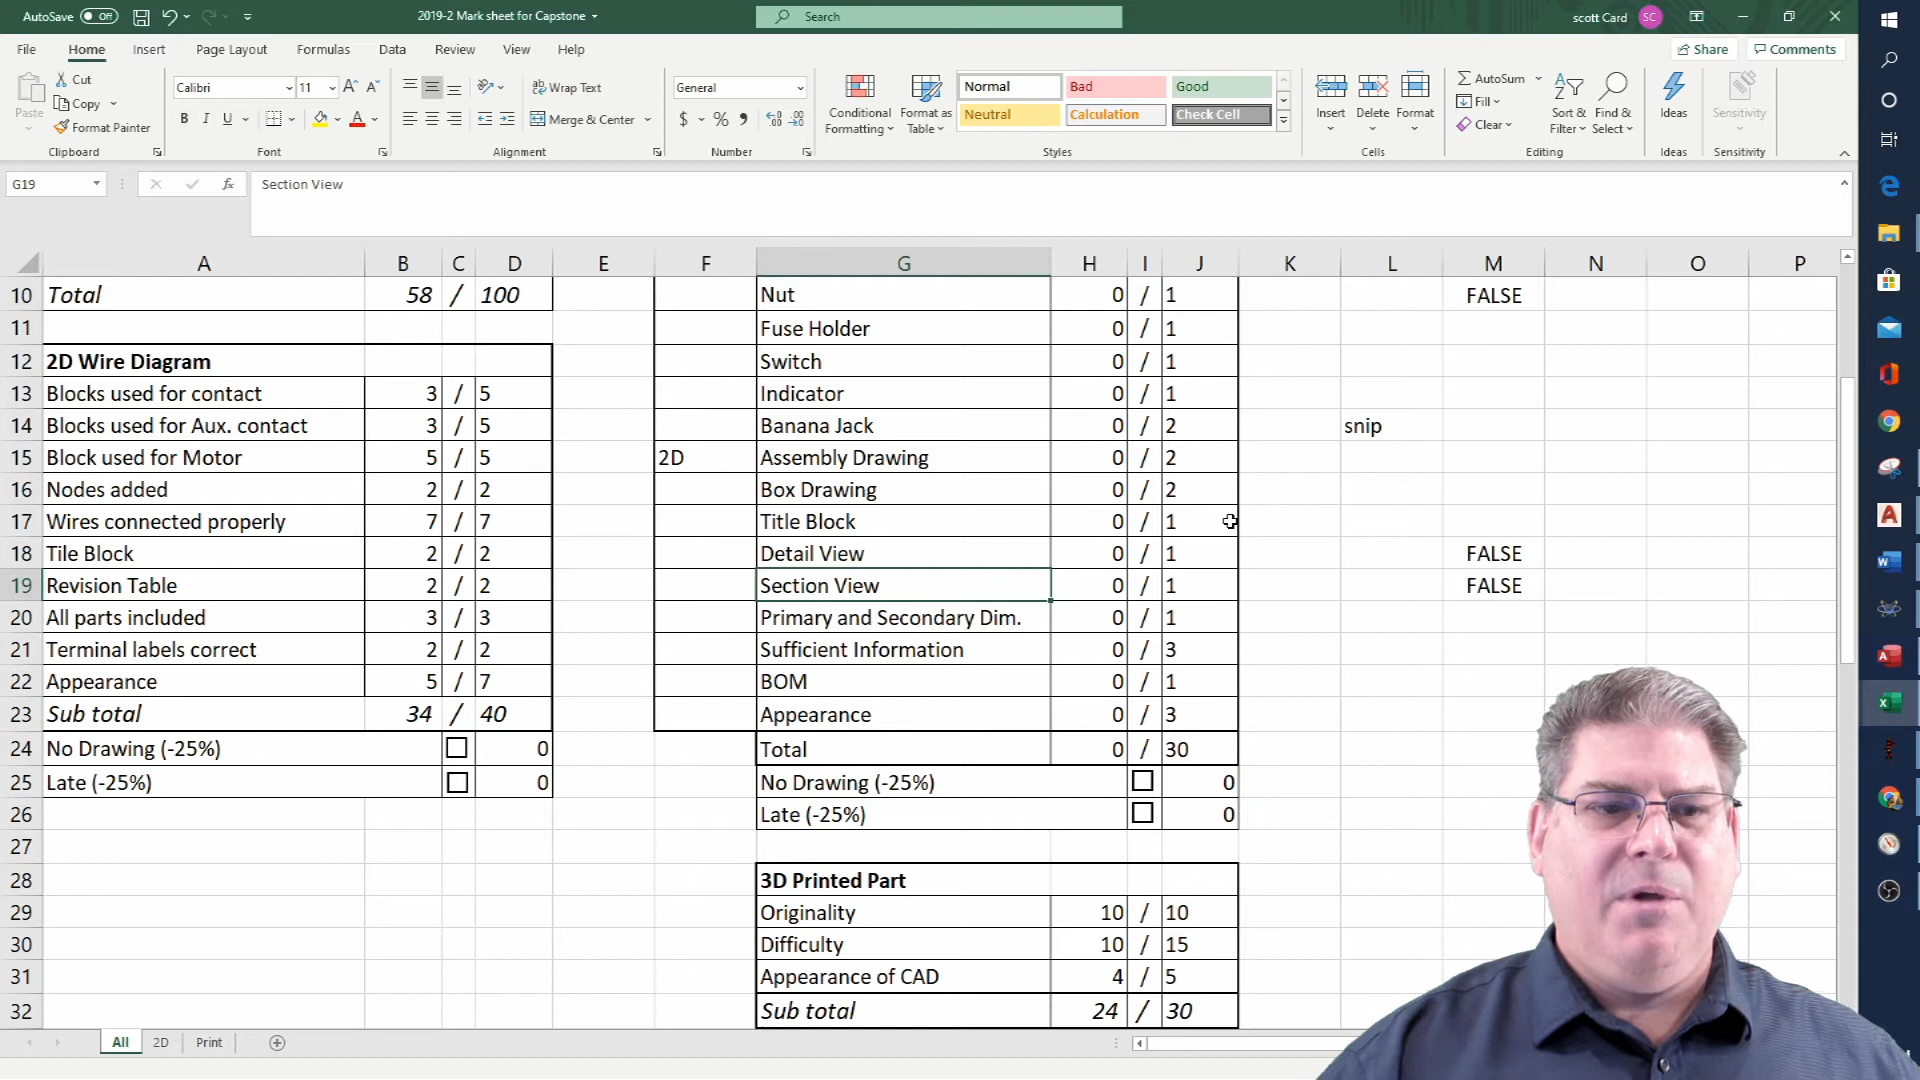 AutoSave Off 2019-2 Mark sheet for Capstone Search scott Card SC
File Home Insert Page Layout Formulas Data Review View Help Share Comments
Paste Cut Copy Format Painter Clipboard
Calibri 11 A A B I U A Font
ab Wrap Text Merge & Center Alignment
General $ % 9 Number
Conditional Formatting Format as Table
Normal Bad Good
Neutral Calculation Check Cell
Styles
Insert Delete Format Cells
AutoSum Fill Clear Sort & Filter Find & Select Editing
Ideas Ideas
Sensitivity Sensitivity
G19 fx Section View
A B C D E F G H I J K L M N O P
10 Total 58 / 100 Nut 0 / 1 FALSE
11 Fuse Holder 0 / 1
12 2D Wire Diagram Switch 0 / 1
13 Blocks used for contact 3 / 5 Indicator 0 / 1
14 Blocks used for Aux. contact 3 / 5 Banana Jack 0 / 2 snip
15 Block used for Motor 5 / 5 2D Assembly Drawing 0 / 2
16 Nodes added 2 / 2 Box Drawing 0 / 2
17 Wires connected properly 7 / 7 Title Block 0 / 1
18 Tile Block 2 / 2 Detail View 0 / 1 FALSE
19 Revision Table 2 / 2 Section View 0 / 1 FALSE
20 All parts included 3 / 3 Primary and Secondary Dim. 0 / 1
21 Terminal labels correct 2 / 2 Sufficient Information 0 / 3
22 Appearance 5 / 7 BOM 0 / 1
23 Sub total 34 / 40 Appearance 0 / 3
24 No Drawing (-25%) 0 Total 0 / 30
25 Late (-25%) 0 No Drawing (-25%) 0
26 Late (-25%) 0
27
28 3D Printed Part
29 Originality 10 / 10
30 Difficulty 10 / 15
31 Appearance of CAD 4 / 5
32 Sub total 24 / 30
All 2D Print